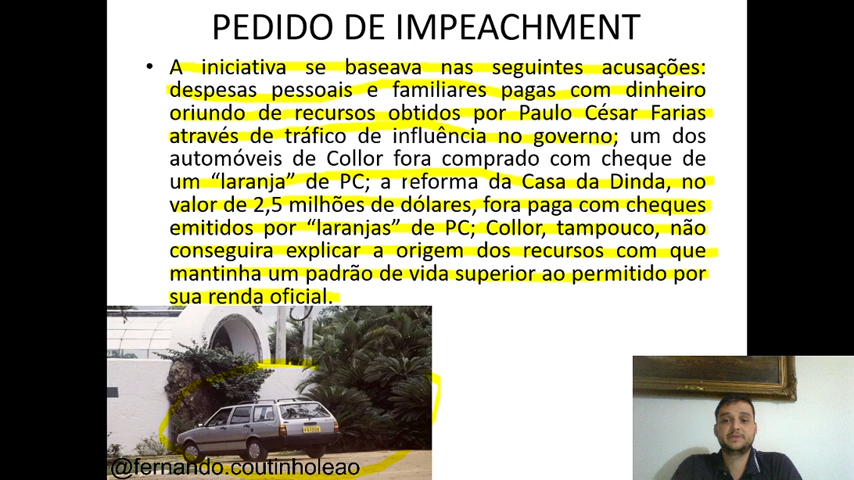 PEDIDO DE IMPEACHMENT
• A iniciativa se baseava nas seguintes acusações:
despesas pessoais e familiares pagas com dinheiro
oriundo de recursos obtidos por Paulo César Farias
através de tráfico de influência no governo; um dos
automóveis de Collor fora comprado com cheque de
um “laranja” de PC; a reforma da Casa da Dinda, no
valor de 2,5 milhões de dólares, fora paga com cheques
emitidos por “laranjas” de PC; Collor, tampouco, não
conseguira explicar a origem dos recursos com que
mantinha um padrão de vida superior ao permitido por
sua renda oficial.
@fernando.coutinholeao